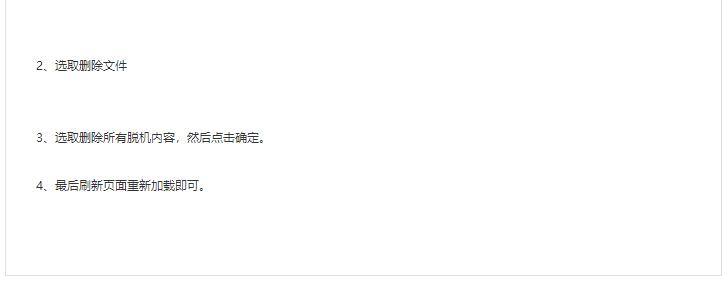 2、选取删除文件
3、选取删除所有脱机内容，然后点击确定。
4、最后刷新页面重新加载即可。